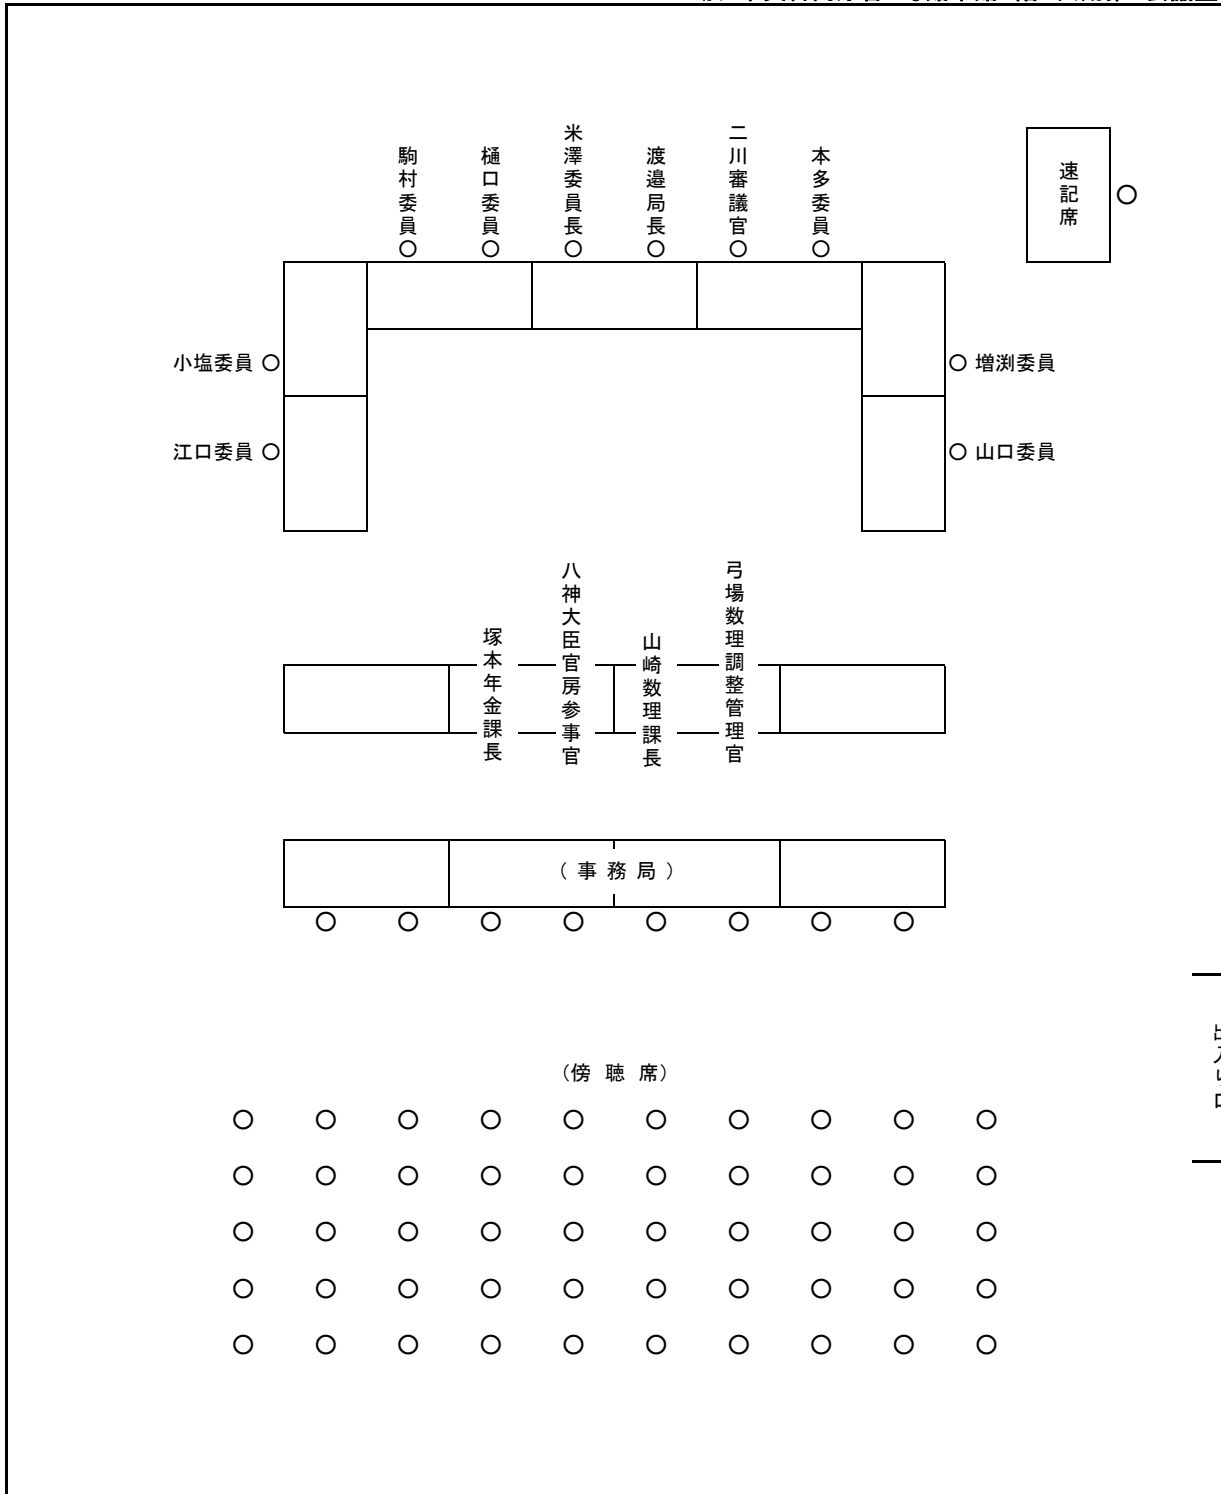 駒村委員
樋口委員
米澤委員長
渡邉局長
二川審議官
本多委員
速記席
小塩委員
増渕委員
江口委員
山口委員
塚本年金課長
八神大臣官房参事官
山崎数理課長
弓場数理調整管理官
（事務局）
（傍聴席）
出入り口